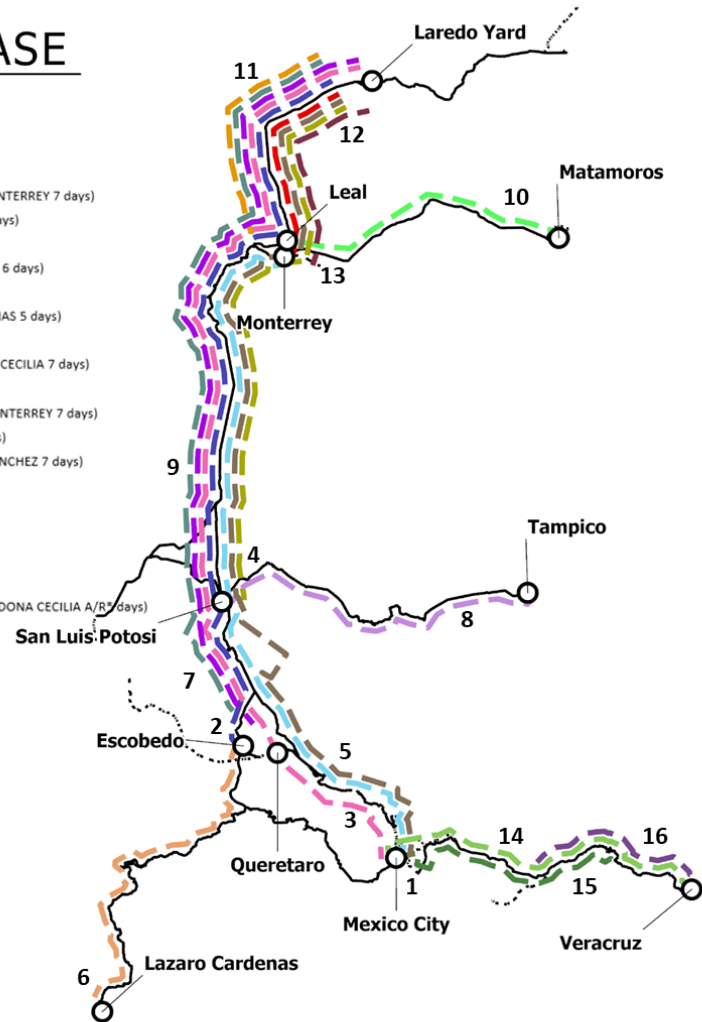 ASE
NTERREY 7 days)
ays)
6 days)
AS 5 days)
CECILIA 7 days)
NTERREY 7 days)
s)
NCHEZ 7 days)
DONA CECILIA A/R* days)
Laredo Yard
11
12
Matamoros
Leal
10
13
Monterrey
9
Tampico
4
8
San Luis Potosi
7
2
Escobedo
5
3
14
16
Queretaro
15
1
Mexico City
Veracruz
Lazaro Cardenas
6